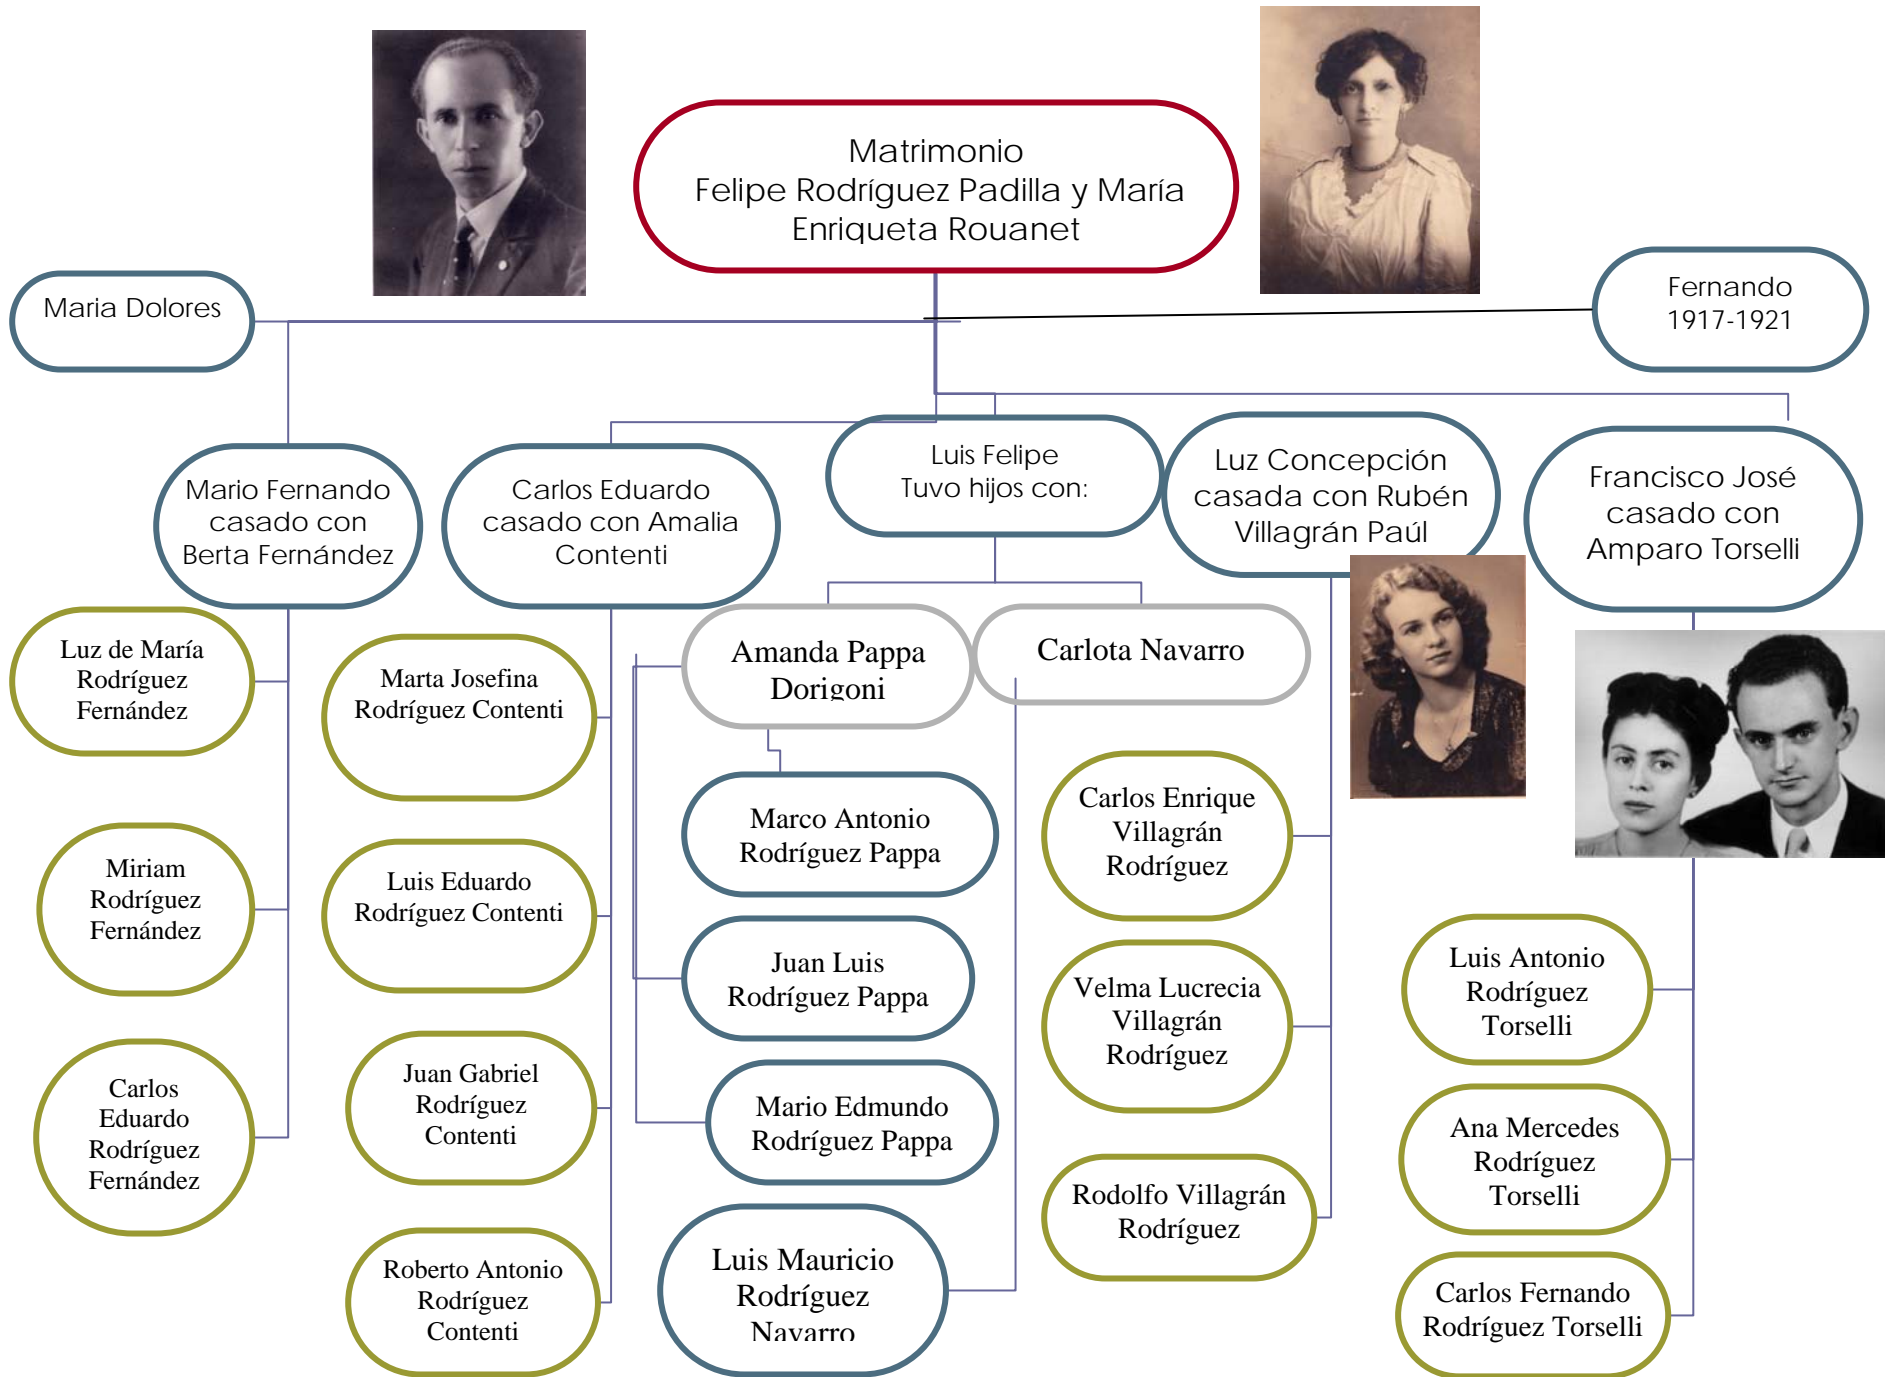 Matrimonio
Felipe Rodríguez Padilla y María
Enriqueta Rouanet
Maria Dolores
Fernando
1917-1921
Mario Fernando
casado con
Berta Fernández
Carlos Eduardo
casado con Amalia
Contenti
Luis Felipe
Tuvo hijos con:
Luz Concepción
casada con Rubén
Villagrán Paúl
Francisco José
casado con
Amparo Torselli
Luz de María
Rodríguez
Fernández
Miriam
Rodríguez
Fernández
Carlos
Eduardo
Rodríguez
Fernández
Marta Josefina
Rodríguez Contenti
Luis Eduardo
Rodríguez Contenti
Juan Gabriel
Rodríguez
Contenti
Roberto Antonio
Rodríguez
Contenti
Amanda Pappa
Dorigoni
Carlota Navarro
Marco Antonio
Rodríguez Pappa
Juan Luis
Rodríguez Pappa
Mario Edmundo
Rodríguez Pappa
Luis Mauricio
Rodríguez
Navarro
Carlos Enrique
Villagrán
Rodríguez
Velma Lucrecia
Villagrán
Rodríguez
Rodolfo Villagrán
Rodríguez
Luis Antonio
Rodríguez
Torselli
Ana Mercedes
Rodríguez
Torselli
Carlos Fernando
Rodríguez Torselli